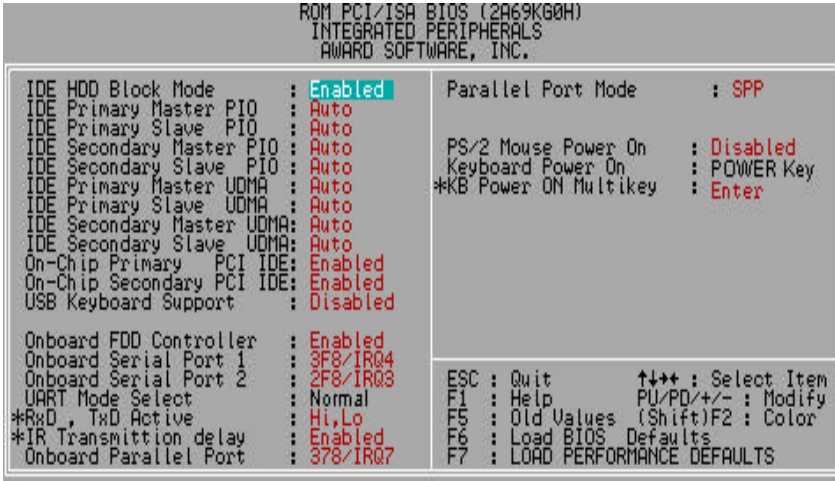 ROM PCI/ISA BIOS (2A69KG0H)
INTEGRATED PERIPHERALS
AWARD SOFTWARE, INC.
IDE HDD Block Mode : Enabled
IDE Primary Master PIO : Auto
IDE Primary Slave PIO : Auto
IDE Secondary Master PIO : Auto
IDE Secondary Slave PIO : Auto
IDE Primary Master UDMA : Auto
IDE Primary Slave UDMA : Auto
IDE Secondary Master UDMA: Auto
IDE Secondary Slave UDMA: Auto
On-Chip Primary PCI IDE: Enabled
On-Chip Secondary PCI IDE: Enabled
USB Keyboard Support : Disabled
Onboard FDD Controller : Enabled
Onboard Serial Port 1 : 3F8/IRQ4
Onboard Serial Port 2 : 2F8/IRQ3
UART Mode Select : Normal
*RxD , TxD Active : Hi,Lo
*IR Transmittion delay : Enabled
Onboard Parallel Port : 378/IRQ7
Parallel Port Mode : SPP
PS/2 Mouse Power On : Disabled
Keyboard Power On : POWER Key
*KB Power ON Multikey : Enter
ESC : Quit ↑↓→← : Select Item
F1 : Help PU/PD/+/- : Modify
F5 : Old Values (Shift)F2 : Color
F6 : Load BIOS Defaults
F7 : LOAD PERFORMANCE DEFAULTS